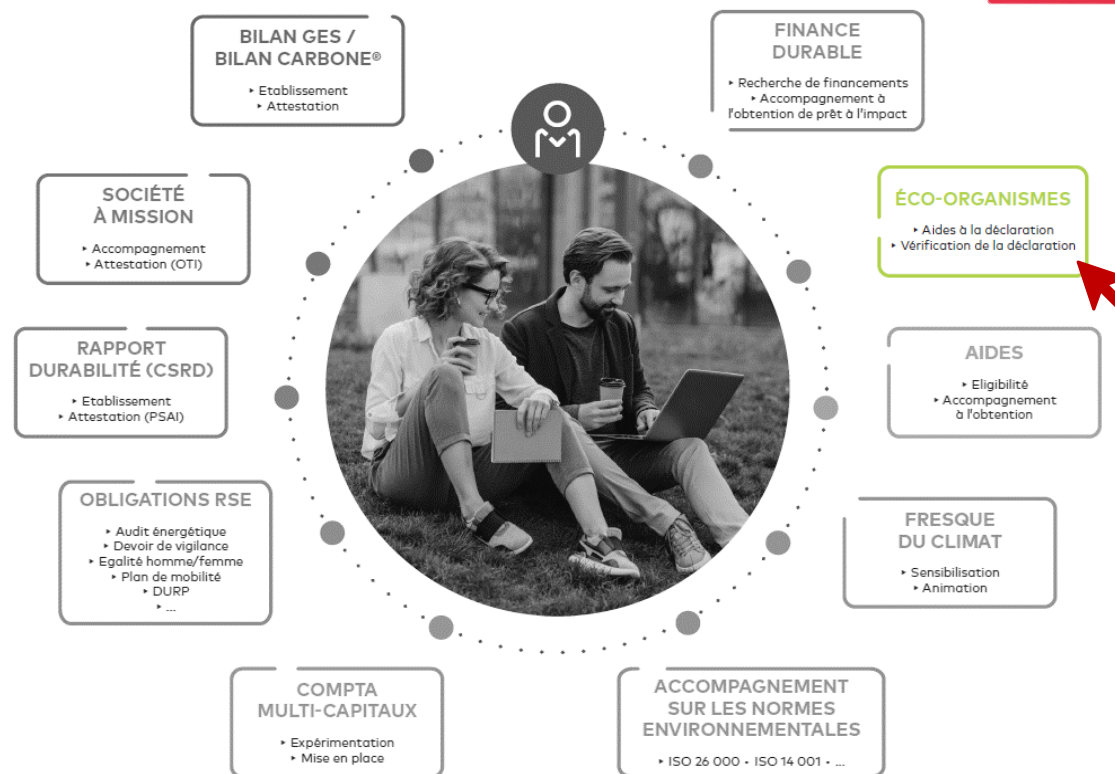 BILAN GES /
BILAN CARBONE®
‣ Etablissement
‣ Attestation
FINANCE
DURABLE
‣ Recherche de financements
‣ Accompagnement à
l'obtention de prêt à l'impact
SOCIÉTÉ
À MISSION
‣ Accompagnement
‣ Attestation (OTI)
ÉCO-ORGANISMES
‣ Aides à la déclaration
‣ Vérification de la déclaration
RAPPORT
DURABILITÉ (CSRD)
‣ Etablissement
‣ Attestation (PSAI)
AIDES
‣ Eligibilité
‣ Accompagnement
à l'obtention
OBLIGATIONS RSE
‣ Audit énergétique
‣ Devoir de vigilance
‣ Egalité homme/femme
‣ Plan de mobilité
‣ DURP
‣ ...
FRESQUE
DU CLIMAT
‣ Sensibilisation
‣ Animation
COMPTA
MULTI-CAPITAUX
‣ Expérimentation
‣ Mise en place
ACCOMPAGNEMENT
SUR LES NORMES
ENVIRONNEMENTALES
‣ ISO 26 000 • ISO 14 001 • ...